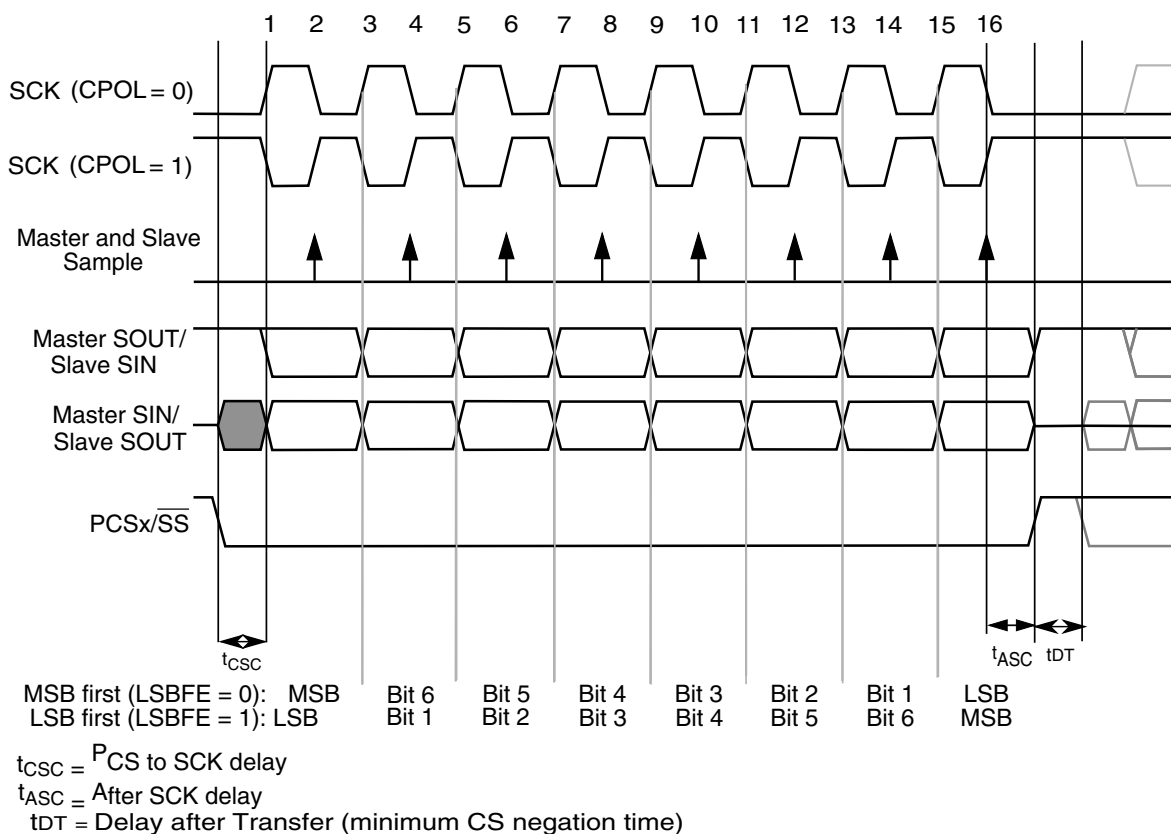 1 2 3 4 5 6 7 8 9 10 11 12 13 14 15 16
SCK (CPOL = 0)
SCK (CPOL = 1)
Master and Slave
Sample
Master SOUT/
Slave SIN
Master SIN/
Slave SOUT
PCSx/SS
tCSC tASC tDT
MSB first (LSBFE = 0): MSB Bit 6 Bit 5 Bit 4 Bit 3 Bit 2 Bit 1 LSB
LSB first (LSBFE = 1): LSB Bit 1 Bit 2 Bit 3 Bit 4 Bit 5 Bit 6 MSB
tCSC = PCS to SCK delay
tASC = After SCK delay
tDT = Delay after Transfer (minimum CS negation time)